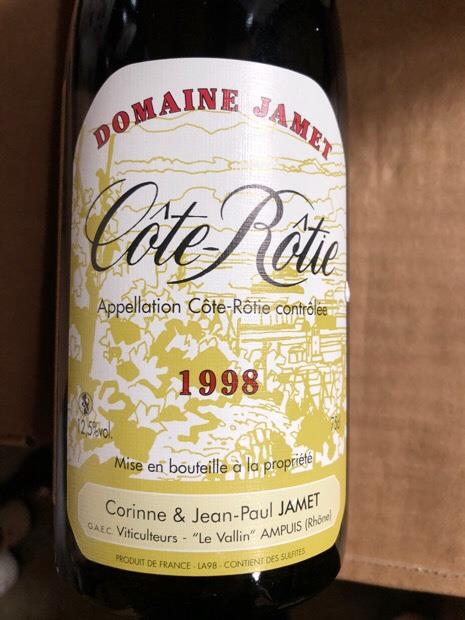 DOMAINE JAMET
Côte-Rôtie
Appellation Côte-Rôtie contrôlée
1998
12,5%vol. 75cl
Mise en bouteille à la propriété
Corinne & Jean-Paul JAMET
G.A.E.C. Viticulteurs - "Le Vallin" AMPUIS (Rhône)
PRODUIT DE FRANCE - LA98 - CONTIENT DES SULFITES